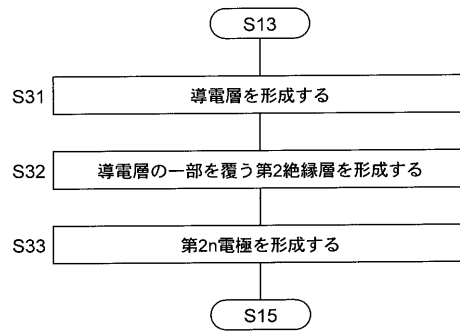 S13
S31 導電層を形成する
S32 導電層の一部を覆う第2絶縁層を形成する
S33 第2n電極を形成する
S15